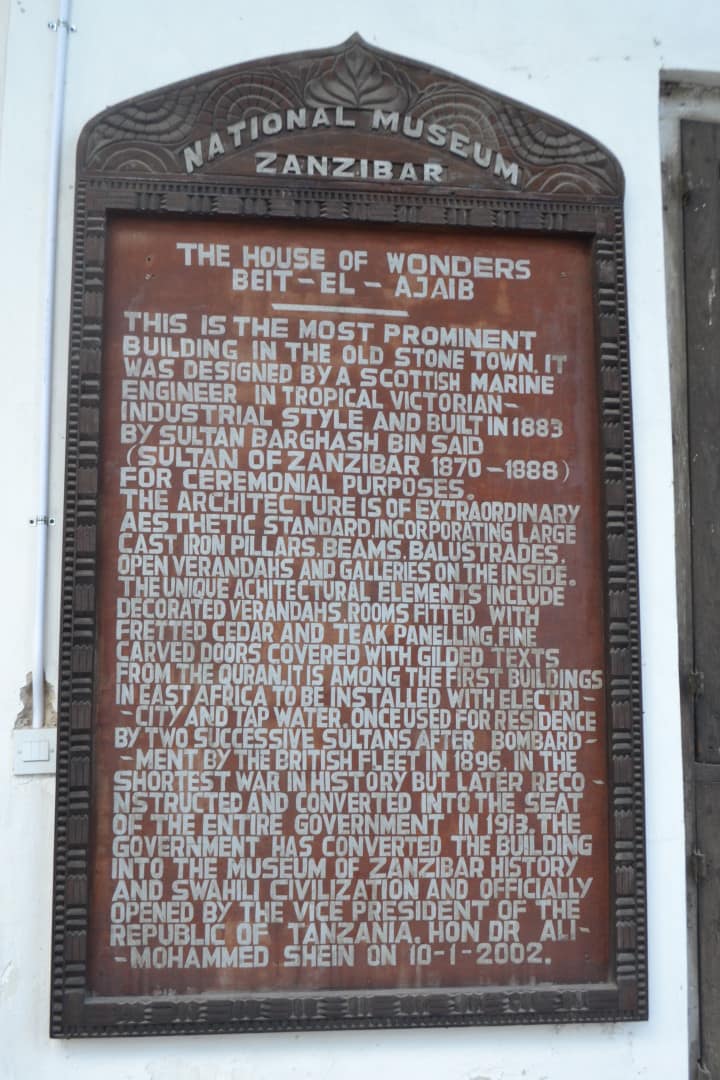 NATIONAL MUSEUM
ZANZIBAR
THE HOUSE OF WONDERS
BEIT-EL-AJAIB
THIS IS THE MOST PROMINENT
BUILDING IN THE OLD STONE TOWN. IT
WAS DESIGNED BY A SCOTTISH MARINE
ENGINEER IN TROPICAL VICTORIAN-
INDUSTRIAL STYLE AND BUILT IN 1883
BY SULTAN BARGHASH BIN SAID
(SULTAN OF ZANZIBAR 1870-1888)
FOR CEREMONIAL PURPOSES.
THE ARCHITECTURE IS OF EXTRAORDINARY
AESTHETIC STANDARD, INCORPORATING LARGE
CAST IRON PILLARS, BEAMS, BALUSTRADES,
OPEN VERANDAHS AND GALLERIES ON THE INSIDE.
THE UNIQUE ACHITECTURAL ELEMENTS INCLUDE
DECORATED VERANDAHS, ROOMS FITTED WITH
FRETTED CEDAR AND TEAK PANELLING, FINE
CARVED DOORS COVERED WITH GILDED TEXTS
FROM THE QURAN. IT IS AMONG THE FIRST BUILDINGS
IN EAST AFRICA TO BE INSTALLED WITH ELECTRI-
-CITY AND TAP WATER. ONCE USED FOR RESIDENCE
BY TWO SUCCESSIVE SULTANS AFTER BOMBARD-
-MENT BY THE BRITISH FLEET IN 1896, IN THE
SHORTEST WAR IN HISTORY BUT LATER RECO-
NSTRUCTED AND CONVERTED INTO THE SEAT
OF THE ENTIRE GOVERNMENT IN 1913. THE
GOVERNMENT HAS CONVERTED THE BUILDING
INTO THE MUSEUM OF ZANZIBAR HISTORY
AND SWAHILI CIVILIZATION AND OFFICIALLY
OPENED BY THE VICE PRESIDENT OF THE
REPUBLIC OF TANZANIA, HON DR ALI-
-MOHAMMED SHEIN ON 10-1-2002.